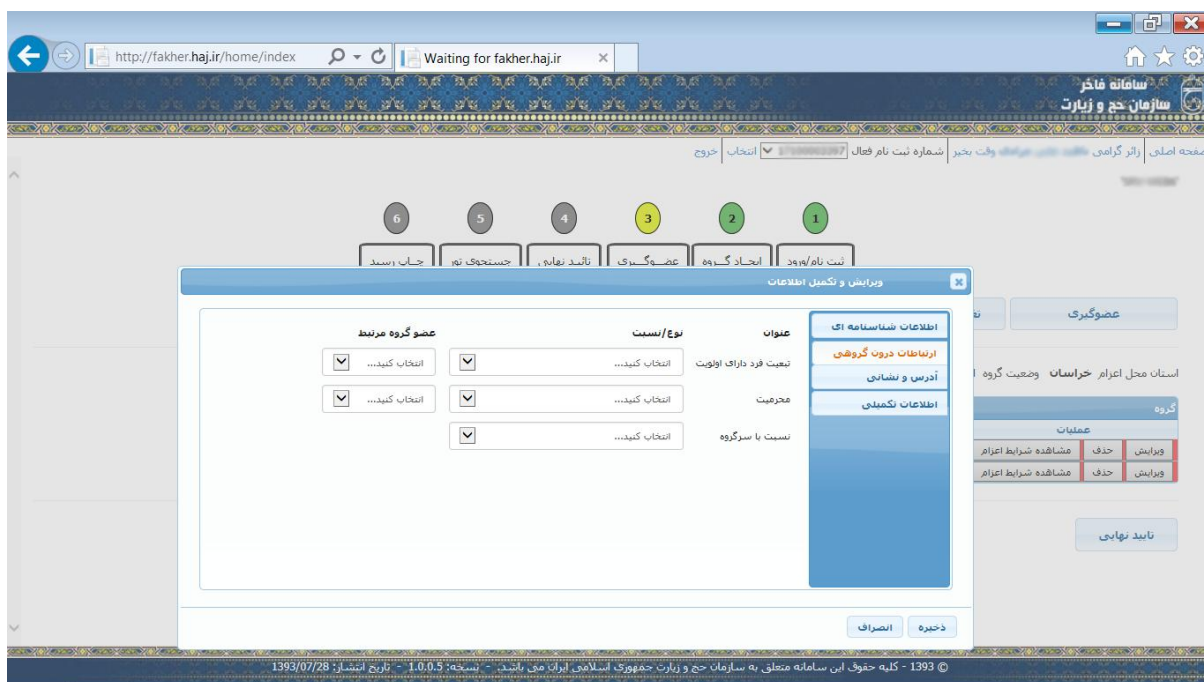 http://fakher.haj.ir/home/index
Waiting for fakher.haj.ir
سامانه فاخر
سازمان حج و زیارت
صفحه اصلی | زائر گرامی وقت بخیر | شماره ثبت نام فعال انتخاب | خروج
1 2 3 4 5 6
ثبت نام/ورود ایجاد گروه عضوگیری تائید نهایی جستجوی تور چاپ رسید
ویرایش و تکمیل اطلاعات
عضوگیری
اطلاعات شناسنامه ای
ارتباطات درون گروهی
آدرس و نشانی
اطلاعات تکمیلی
عنوان نوع/نسبت عضو گروه مرتبط
تبعیت فرد دارای اولویت انتخاب کنید... انتخاب کنید...
محرمیت انتخاب کنید... انتخاب کنید...
نسبت با سرگروه انتخاب کنید...
استان محل اعزام خراسان وضعیت گروه
گروه
عملیات
ویرایش حذف مشاهده شرایط اعزام
ویرایش حذف مشاهده شرایط اعزام
تایید نهایی
ذخیره انصراف
© 1393 - کلیه حقوق این سامانه متعلق به سازمان حج و زیارت جمهوری اسلامی ایران می باشد. - نسخه: 1.0.0.5 - تاریخ انتشار: 1393/07/28